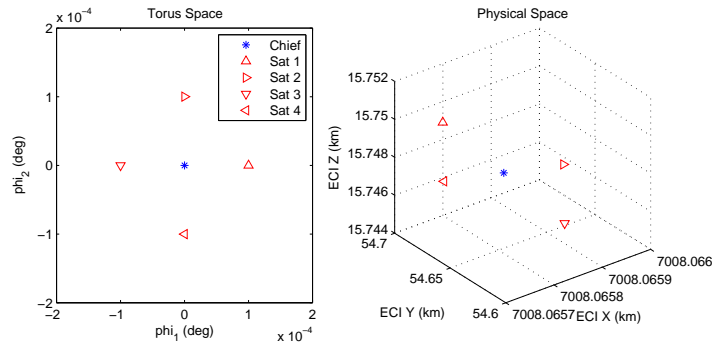 Torus Space
2 x 10^-4
1
0
−1
−2
−2 −1 0 1 2
x 10^-4
phi_1 (deg)
phi_2 (deg)
Chief
Sat 1
Sat 2
Sat 3
Sat 4
Physical Space
15.752
15.75
15.748
15.746
15.744
ECI Z (km)
54.7
54.65
54.6
ECI Y (km)
7008.0657
7008.0658
7008.0659
7008.066
ECI X (km)